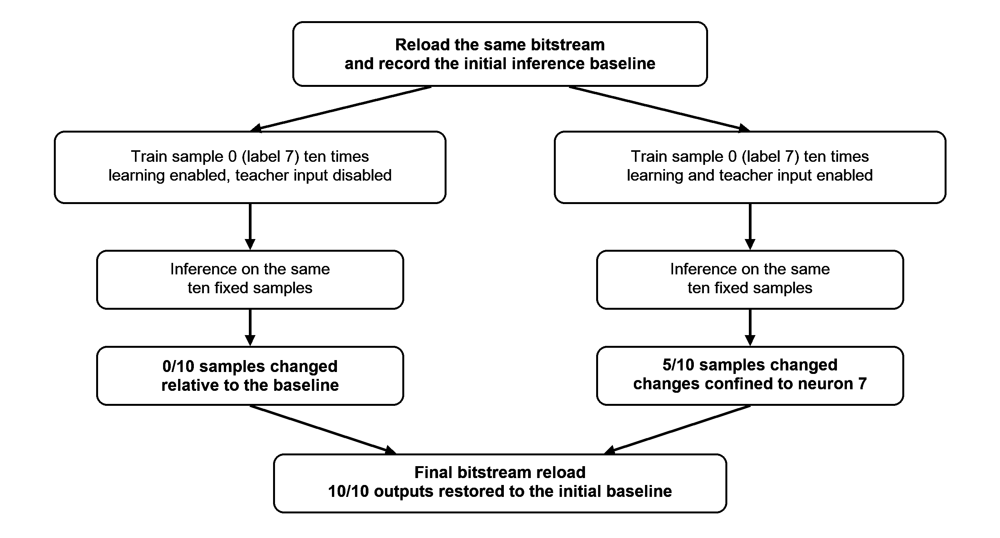 Reload the same bitstream
and record the initial inference baseline
Train sample 0 (label 7) ten times
learning enabled, teacher input disabled
Train sample 0 (label 7) ten times
learning and teacher input enabled
Inference on the same
ten fixed samples
Inference on the same
ten fixed samples
0/10 samples changed
relative to the baseline
5/10 samples changed
changes confined to neuron 7
Final bitstream reload
10/10 outputs restored to the initial baseline